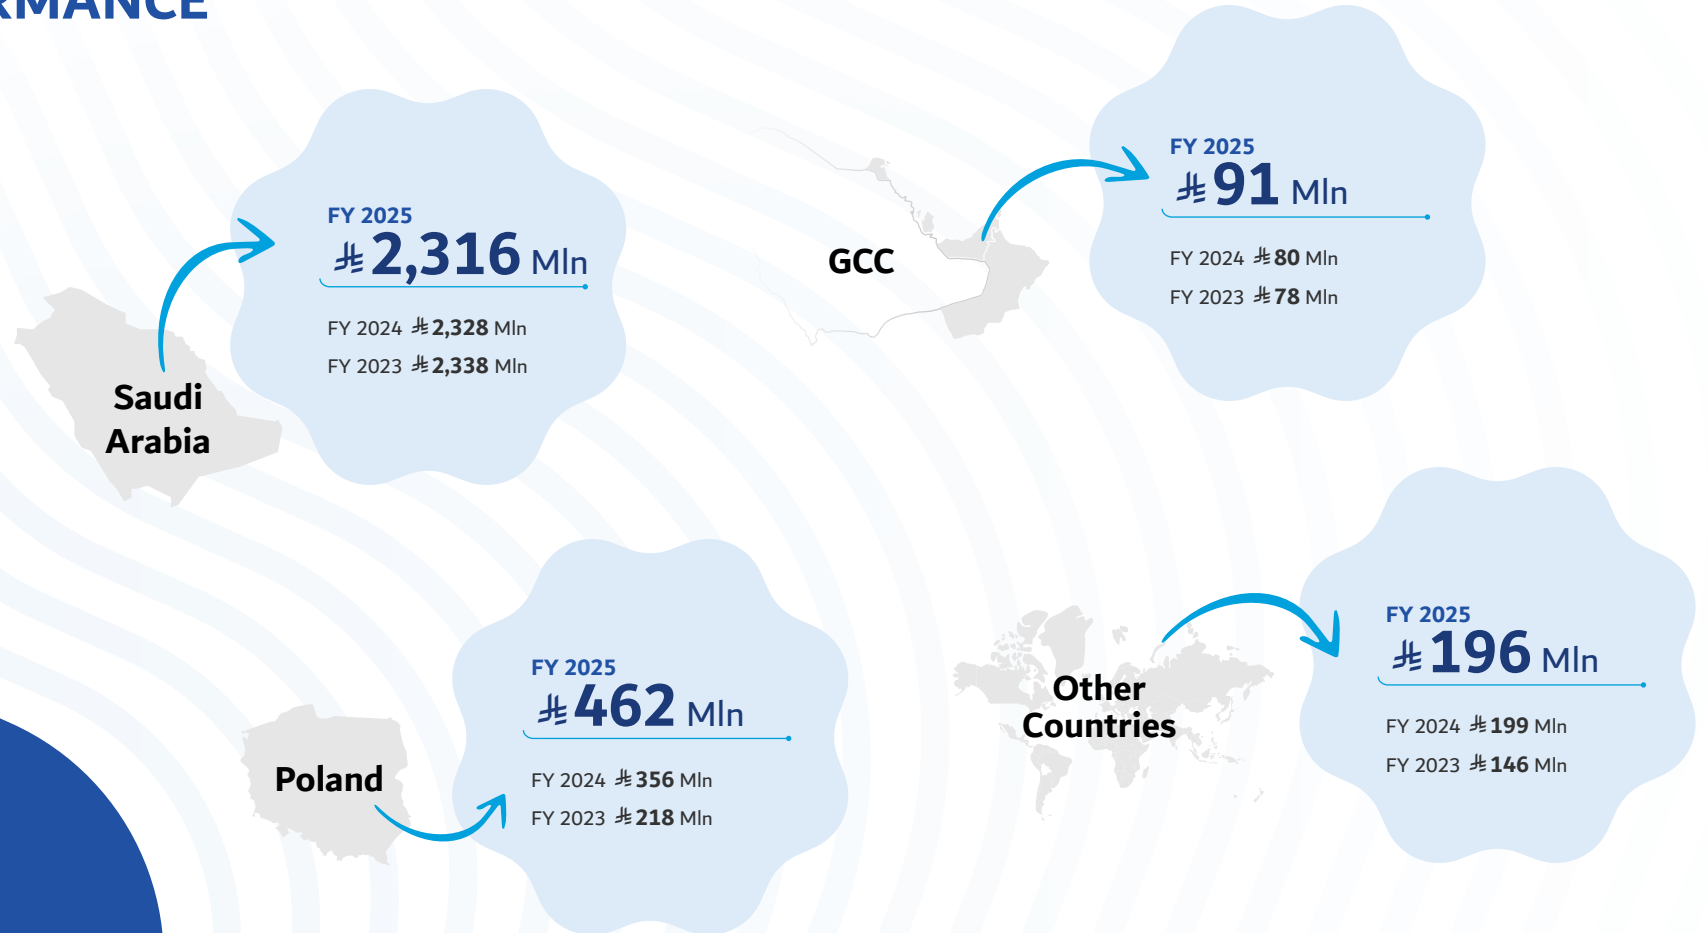 RMANCE
FY 2025
⃁ 2,316 Mln
FY 2024 ⃁ 2,328 Mln
FY 2023 ⃁ 2,338 Mln
Saudi
Arabia
FY 2025
⃁ 91 Mln
FY 2024 ⃁ 80 Mln
FY 2023 ⃁ 78 Mln
GCC
FY 2025
⃁ 462 Mln
FY 2024 ⃁ 356 Mln
FY 2023 ⃁ 218 Mln
Poland
FY 2025
⃁ 196 Mln
FY 2024 ⃁ 199 Mln
FY 2023 ⃁ 146 Mln
Other
Countries